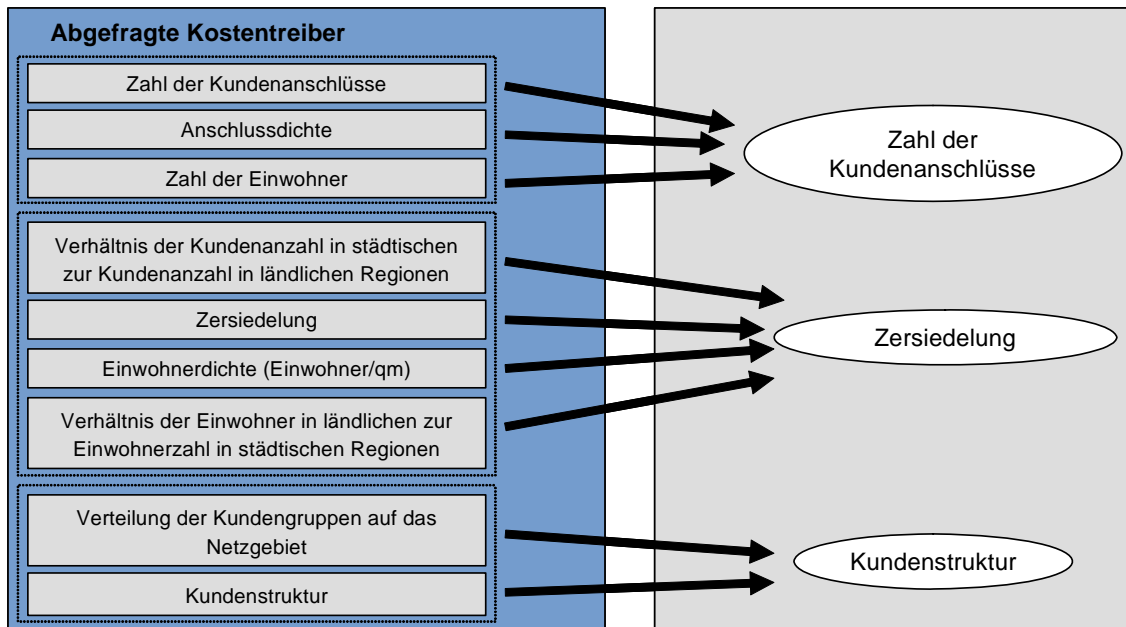 Abgefragte Kostentreiber
Zahl der Kundenanschlüsse
Anschlussdichte
Zahl der Einwohner
Verhältnis der Kundenanzahl in städtischen
zur Kundenanzahl in ländlichen Regionen
Zersiedelung
Einwohnerdichte (Einwohner/qm)
Verhältnis der Einwohner in ländlichen zur
Einwohnerzahl in städtischen Regionen
Verteilung der Kundengruppen auf das
Netzgebiet
Kundenstruktur
Zahl der
Kundenanschlüsse
Zersiedelung
Kundenstruktur